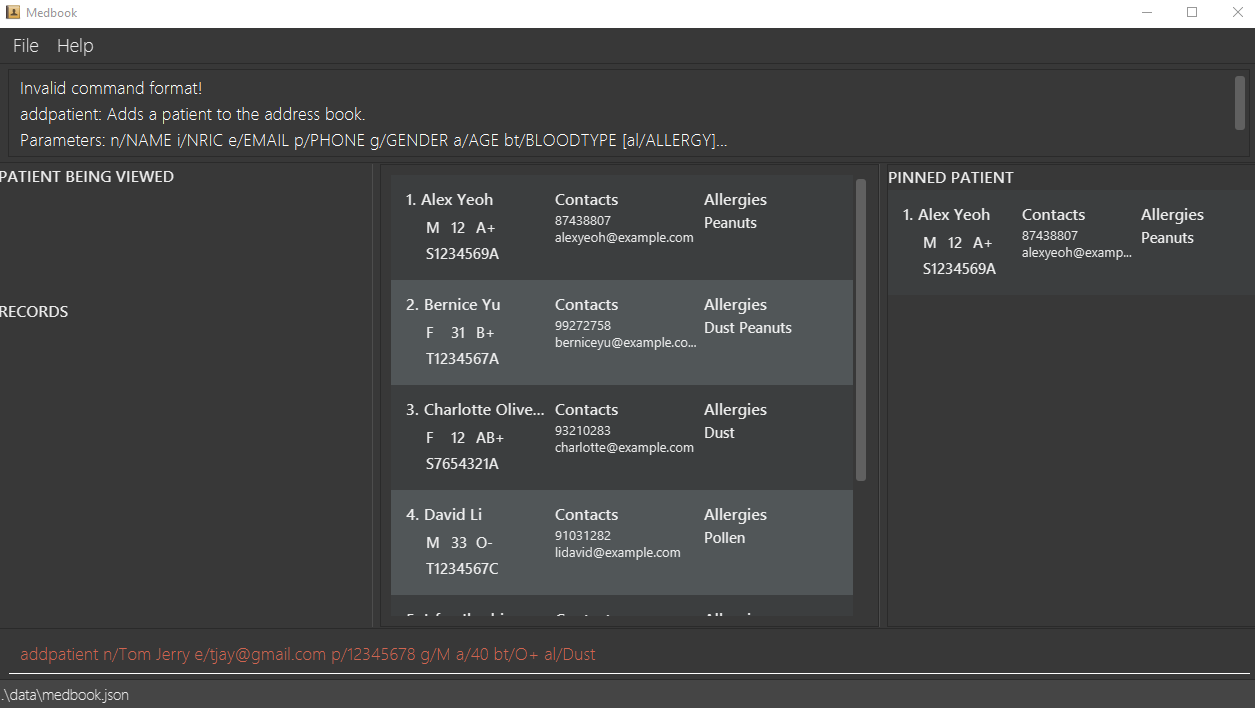 Medbook
File Help
Invalid command format!
addpatient: Adds a patient to the address book.
Parameters: n/NAME i/NRIC e/EMAIL p/PHONE g/GENDER a/AGE bt/BLOODTYPE [al/ALLERGY]...
PATIENT BEING VIEWED
RECORDS
1. Alex Yeoh Contacts Allergies
87438807 Peanuts
M 12 A+ alexyeoh@example.com
S1234569A
2. Bernice Yu Contacts Allergies
99272758 Dust Peanuts
F 31 B+ berniceyu@example.co...
T1234567A
3. Charlotte Olive... Contacts Allergies
93210283 Dust
F 12 AB+ charlotte@example.com
S7654321A
4. David Li Contacts Allergies
91031282 Pollen
M 33 O- lidavid@example.com
T1234567C
PINNED PATIENT
1. Alex Yeoh Contacts Allergies
87438807 Peanuts
M 12 A+ alexyeoh@examp...
S1234569A
addpatient n/Tom Jerry e/tjay@gmail.com p/12345678 g/M a/40 bt/O+ al/Dust
.\data\medbook.json